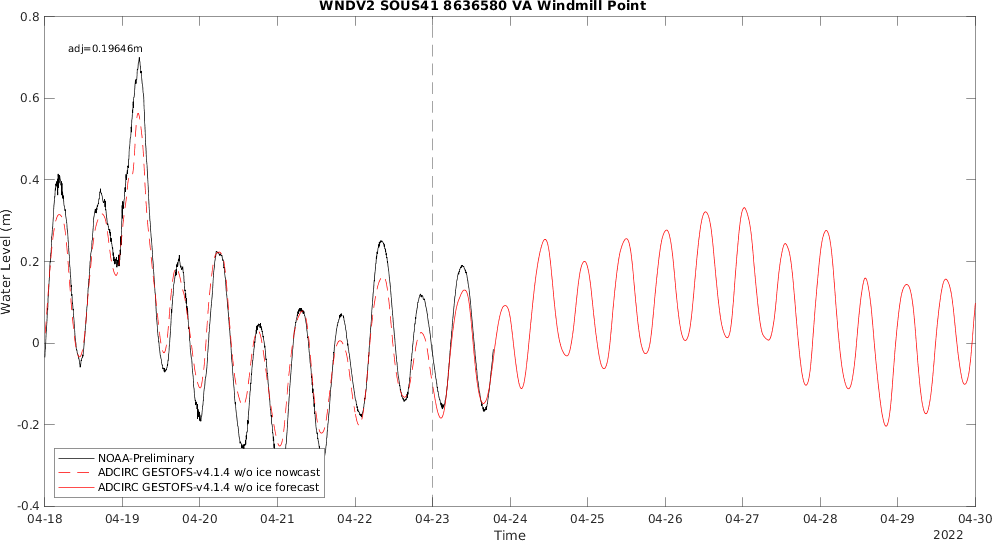 WNDV2 SOUS41 8636580 VA Windmill Point
adj=0.19646m
Water Level (m)
0.8
0.6
0.4
0.2
0
-0.2
-0.4
NOAA-Preliminary
ADCIRC GESTOFS-v4.1.4 w/o ice nowcast
ADCIRC GESTOFS-v4.1.4 w/o ice forecast
04-18 04-19 04-20 04-21 04-22 04-23 04-24 04-25 04-26 04-27 04-28 04-29 04-30
Time
2022